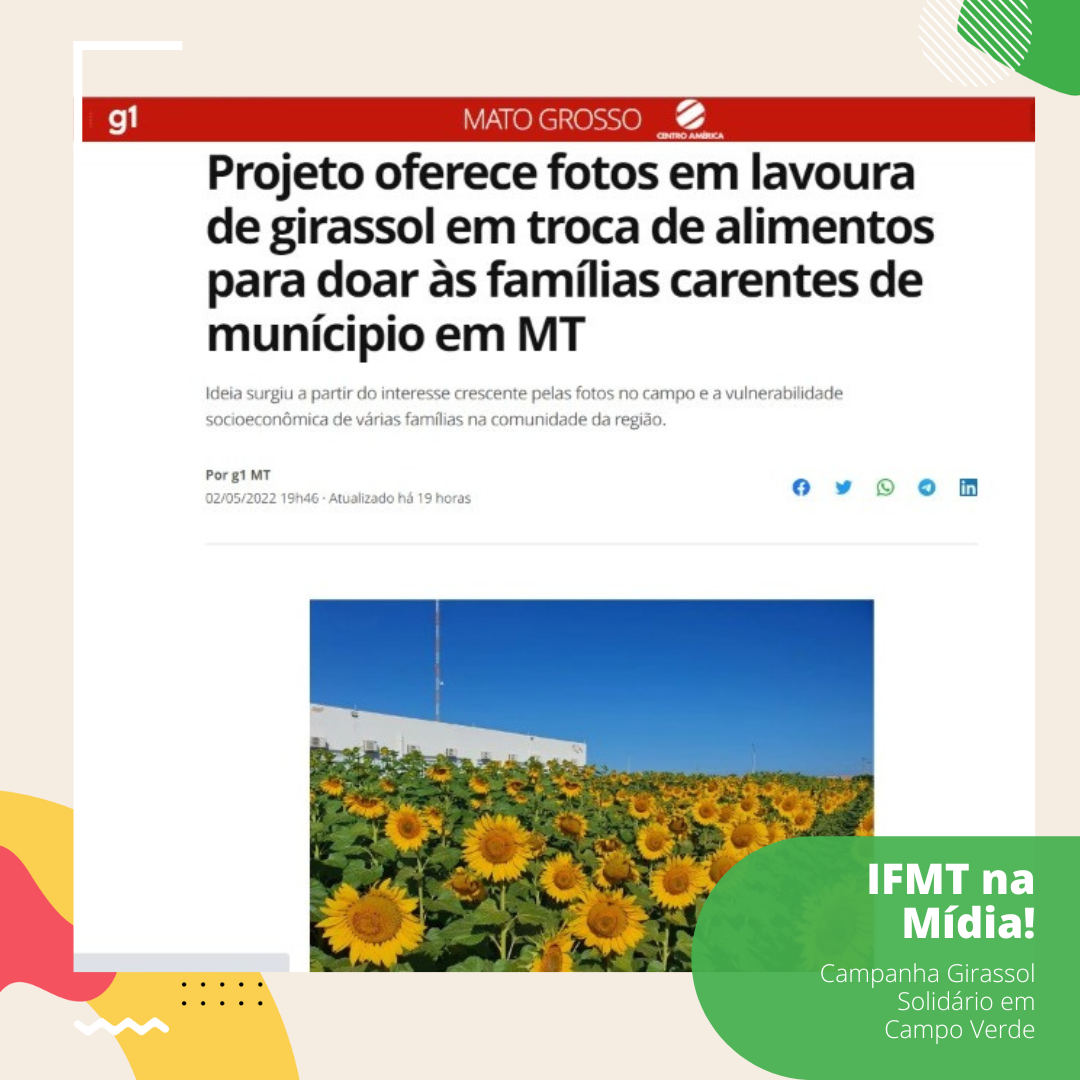 g1
MATO GROSSO
CENTRO AMÉRICA
Projeto oferece fotos em lavoura
de girassol em troca de alimentos
para doar às famílias carentes de
munícipio em MT
Ideia surgiu a partir do interesse crescente pelas fotos no campo e a vulnerabilidade
socioeconômica de várias famílias na comunidade da região.
Por g1 MT
02/05/2022 19h46 · Atualizado há 19 horas
in
IFMT na
Mídia!
Campanha Girassol
Solidário em
Campo Verde